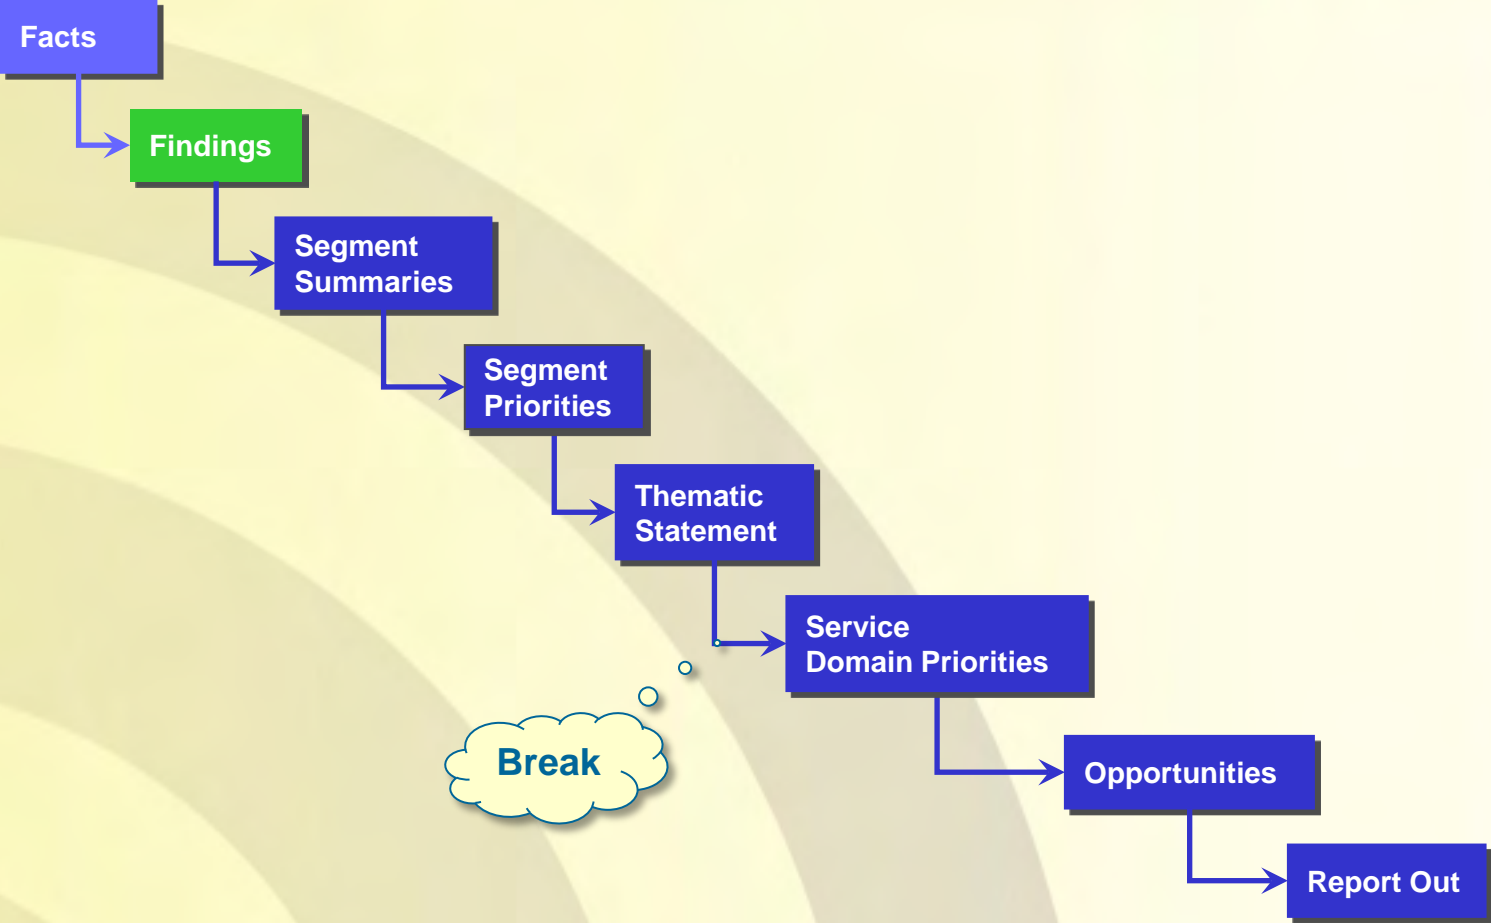 Facts
Findings
Segment
Summaries
Segment
Priorities
Thematic
Statement
Service
Domain Priorities
Break
Opportunities
Report Out